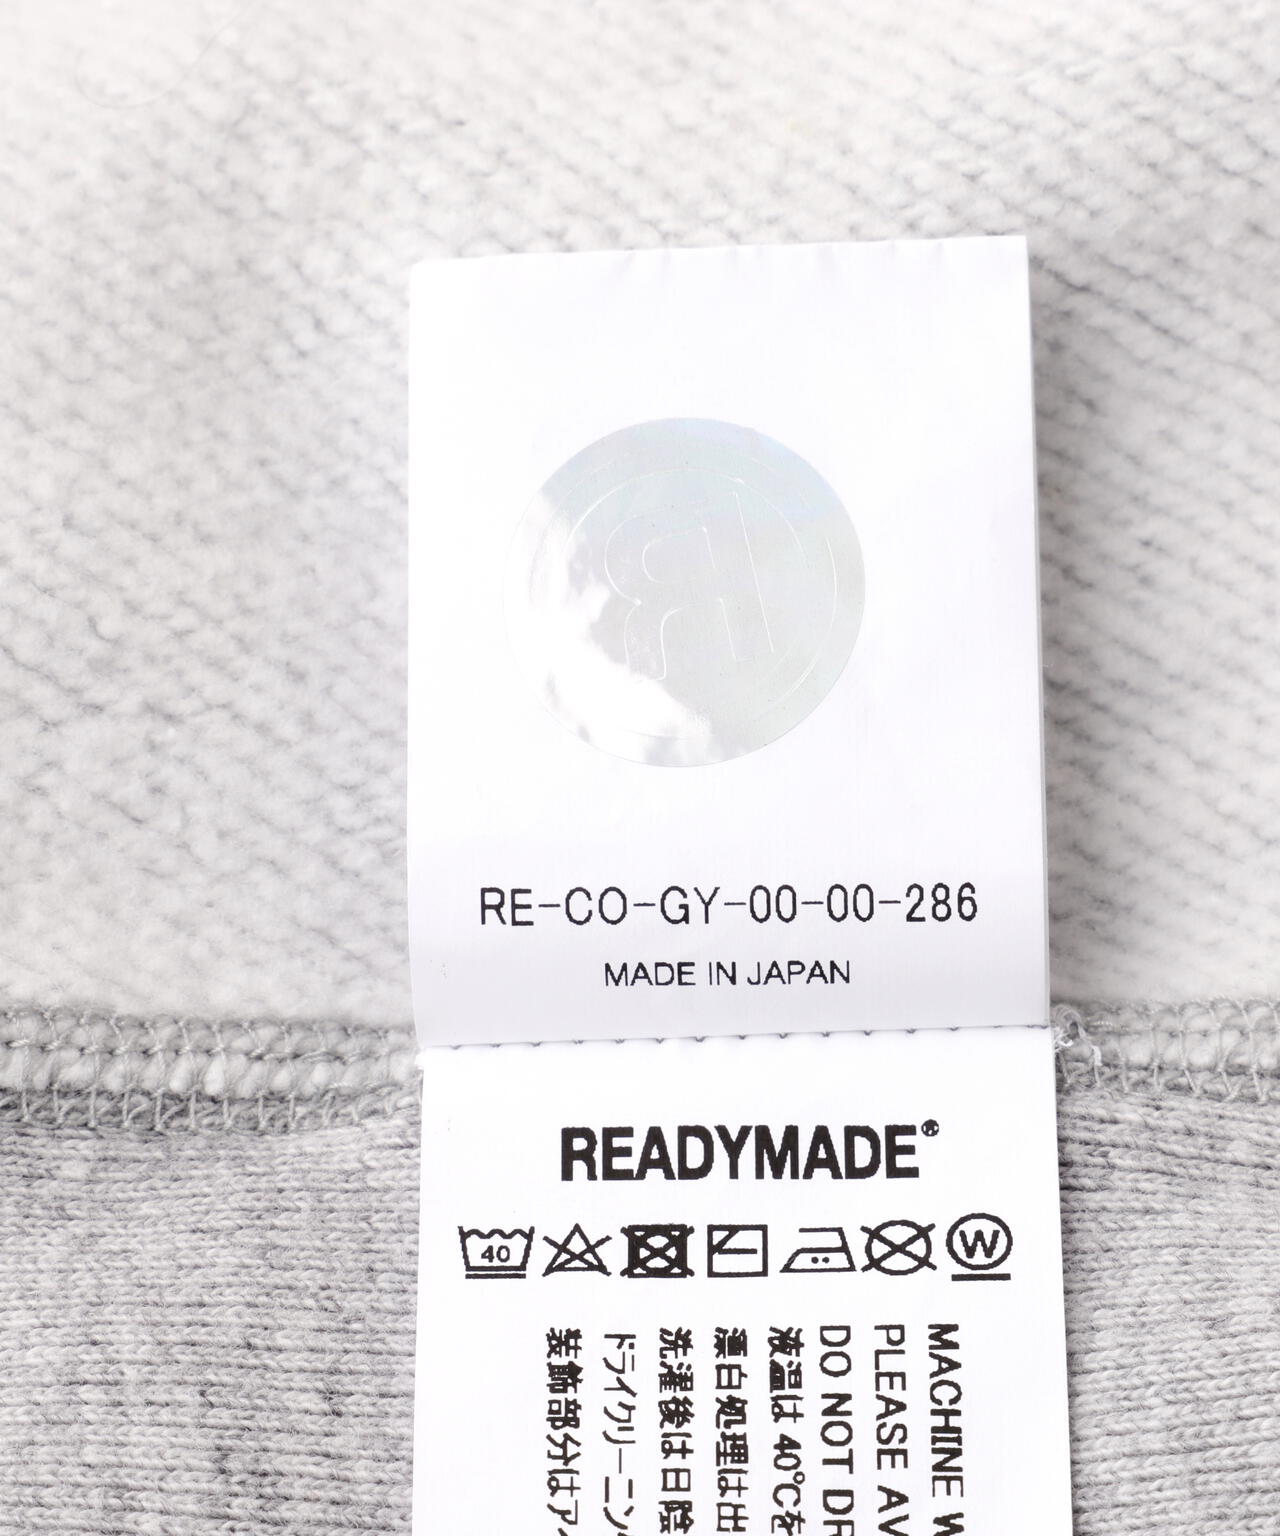 RE-CO-GY-00-00-286
MADE IN JAPAN
READYMADE®
40
W
MACHINE
PLEASE
DO NOT
液温は 40℃を
漂白処理は出
洗濯後は日陰
ドライクリーニン
装飾部分はア